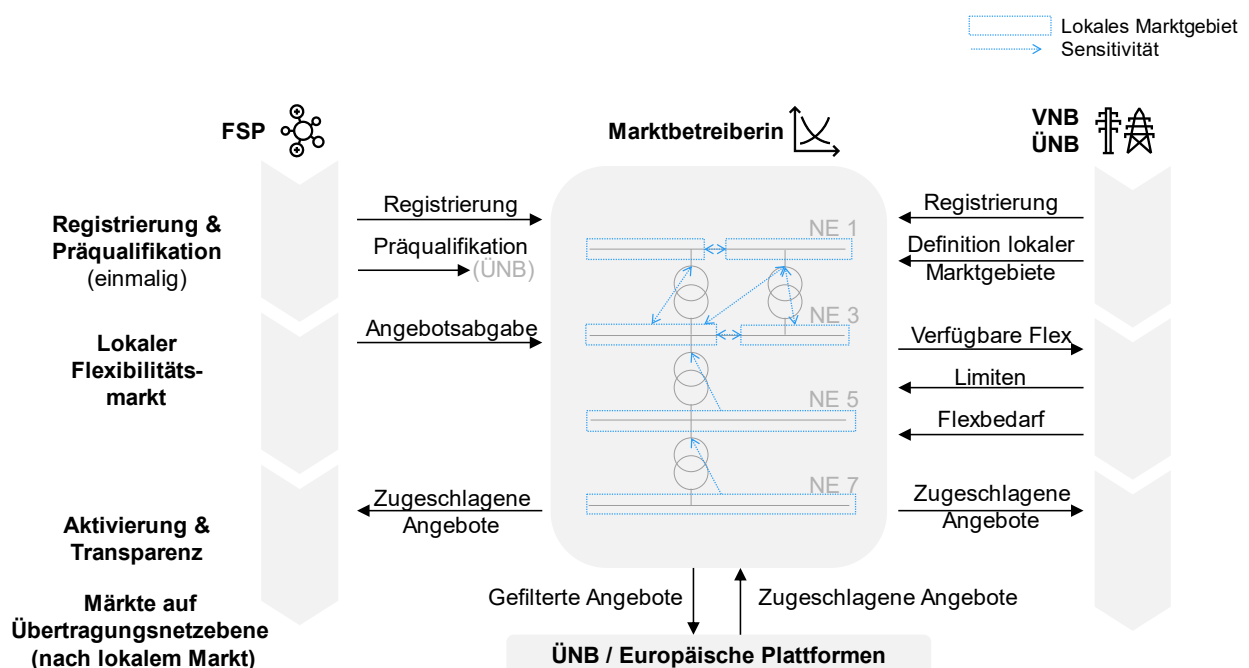 Lokales Marktgebiet
Sensitivität
FSP
Marktbetreiberin
VNB
ÜNB
Registrierung &
Präqualifikation
(einmalig)
Registrierung
Präqualifikation
(ÜNB)
NE 1
Registrierung
Definition lokaler
Marktgebiete
Lokaler
Flexibilitäts-
markt
Angebotsabgabe
NE 3
NE 5
NE 7
Verfügbare Flex
Limiten
Flexbedarf
Aktivierung &
Transparenz
Zugeschlagene
Angebote
Zugeschlagene
Angebote
Märkte auf
Übertragungsnetzebene
(nach lokalem Markt)
Gefilterte Angebote
Zugeschlagene Angebote
ÜNB / Europäische Plattformen